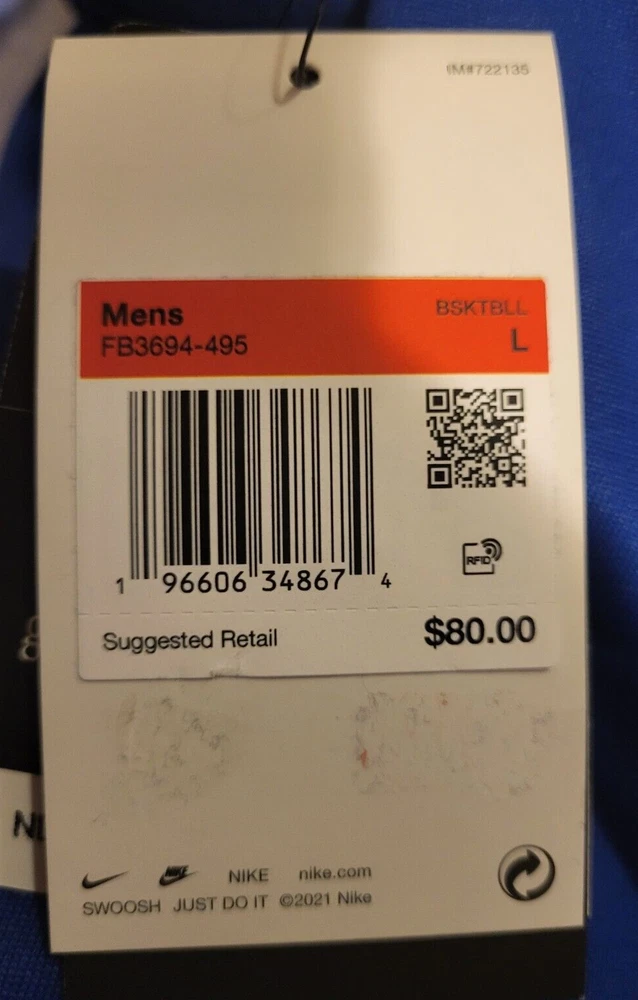 IM#722135
Mens BSKTBLL
FB3694-495 L
RFID
1 96606 34867 4
Suggested Retail $80.00
NIKE NIKE nike.com
SWOOSH JUST DO IT ©2021 Nike